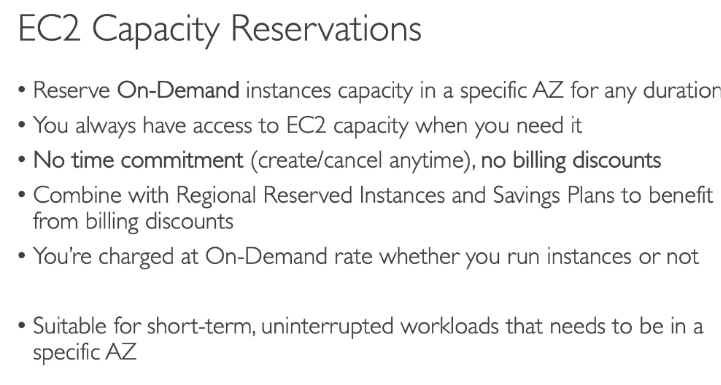 EC2 Capacity Reservations
• Reserve On-Demand instances capacity in a specific AZ for any duration
• You always have access to EC2 capacity when you need it
• No time commitment (create/cancel anytime), no billing discounts
• Combine with Regional Reserved Instances and Savings Plans to benefit
from billing discounts
• You're charged at On-Demand rate whether you run instances or not
• Suitable for short-term, uninterrupted workloads that needs to be in a
specific AZ